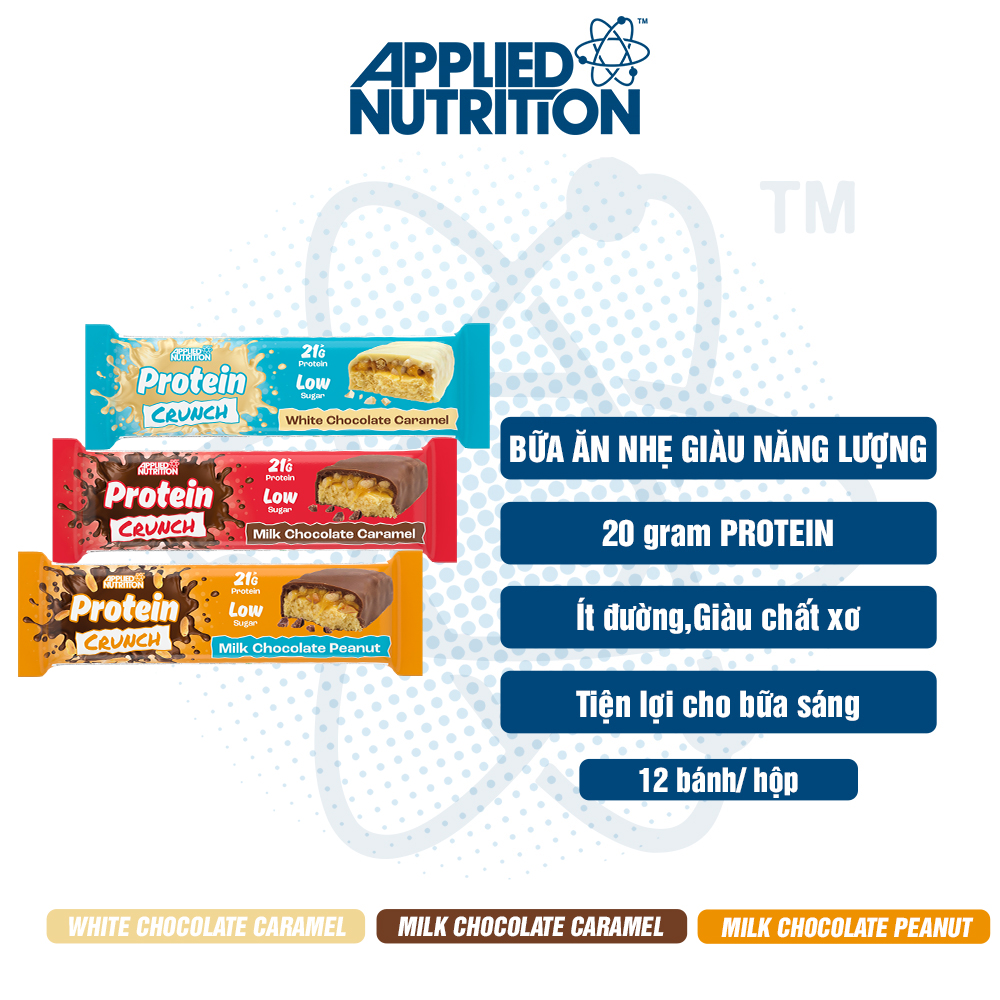 APPLIED
NUTRITION
TM
TM
APPLIED
NUTRITION
Protein
CRUNCH
21G
Protein
Low
Sugar
White Chocolate Caramel
APPLIED
NUTRITION
Protein
CRUNCH
21G
Protein
Low
Sugar
Milk Chocolate Caramel
APPLIED
NUTRITION
Protein
CRUNCH
21G
Protein
Low
Sugar
Milk Chocolate Peanut
BỮA ĂN NHẸ GIÀU NĂNG LƯỢNG
20 gram PROTEIN
Ít đường,Giàu chất xơ
Tiện lợi cho bữa sáng
12 bánh/ hộp
WHITE CHOCOLATE CARAMEL
MILK CHOCOLATE CARAMEL
MILK CHOCOLATE PEANUT